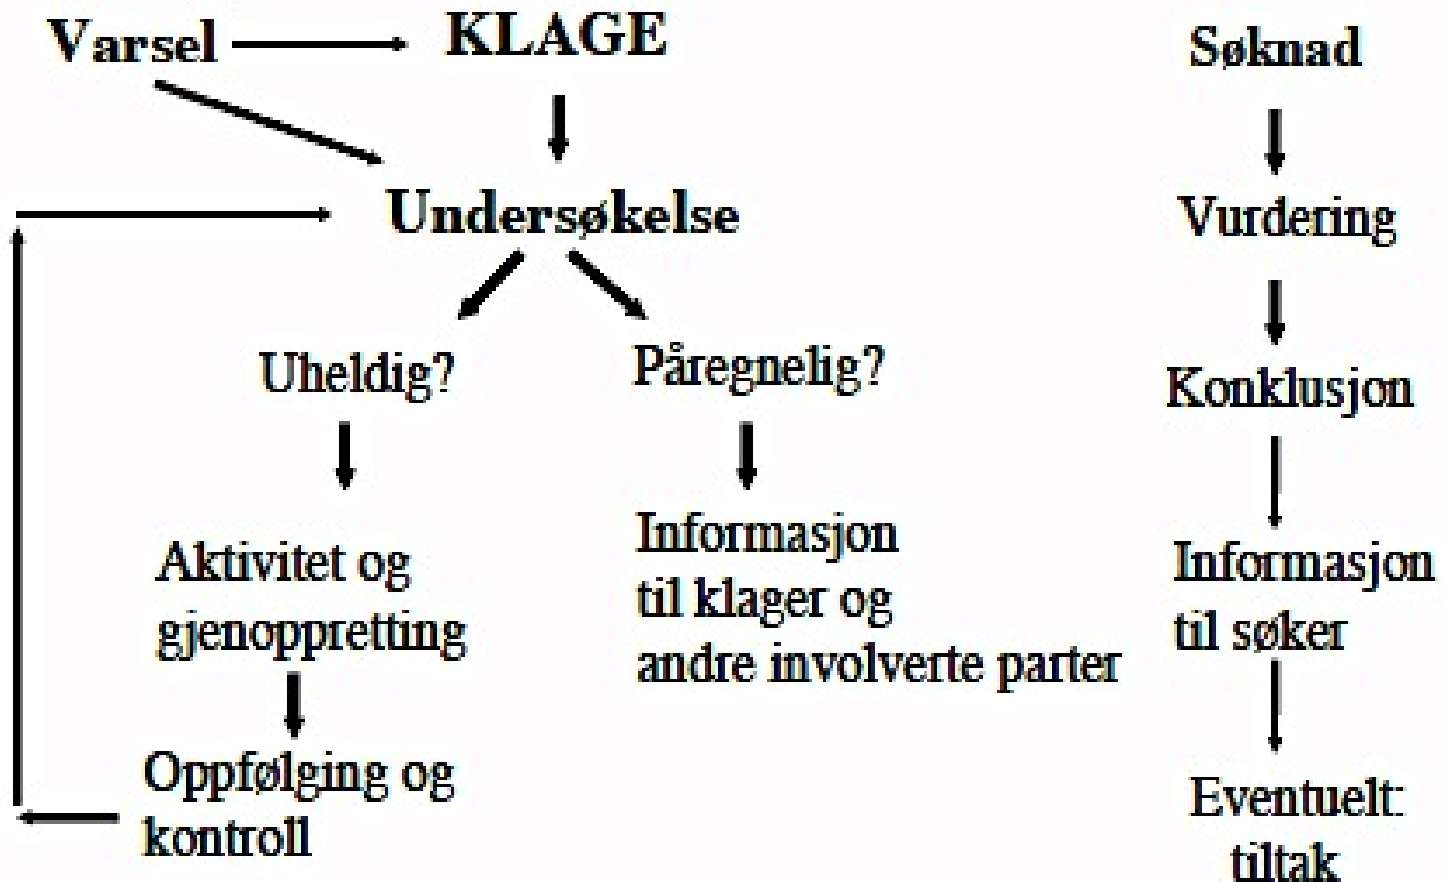 Varsel
KLAGE
Undersøkelse
Uheldig?
Påregnelig?
Aktivitet og
gjenoppretting
Informasjon
til klager og
andre involverte parter
Oppfølging og
kontroll
Søknad
Vurdering
Konklusjon
Informasjon
til søker
Eventuelt:
tiltak